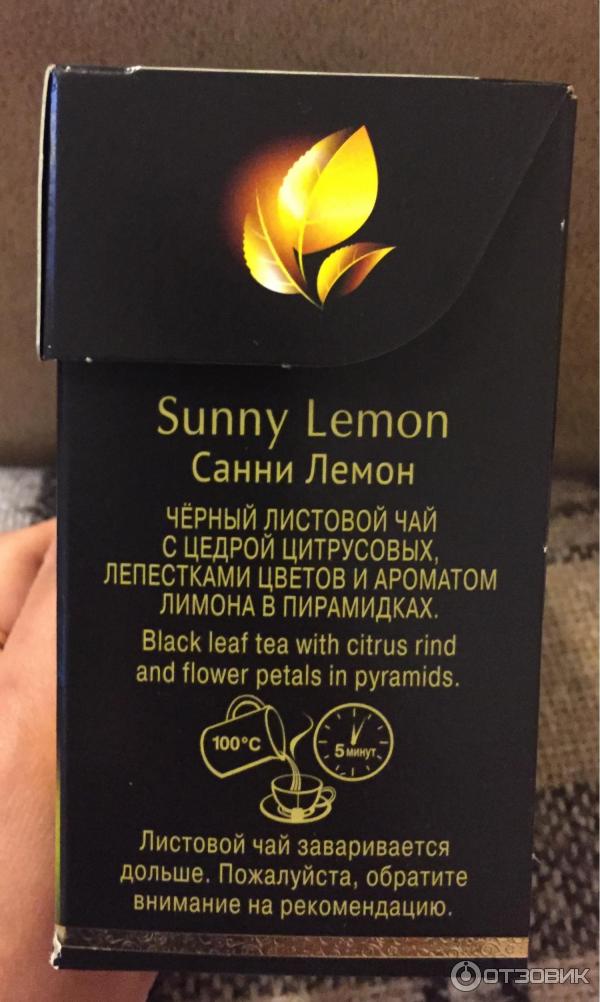 Sunny Lemon
Санни Лемон
ЧЁРНЫЙ ЛИСТОВОЙ ЧАЙ
С ЦЕДРОЙ ЦИТРУСОВЫХ,
ЛЕПЕСТКАМИ ЦВЕТОВ И АРОМАТОМ
ЛИМОНА В ПИРАМИДКАХ.
Black leaf tea with citrus rind
and flower petals in pyramids.
100°C
5 минут
Листовой чай заваривается
дольше. Пожалуйста, обратите
внимание на рекомендацию.
ОТЗОВИК